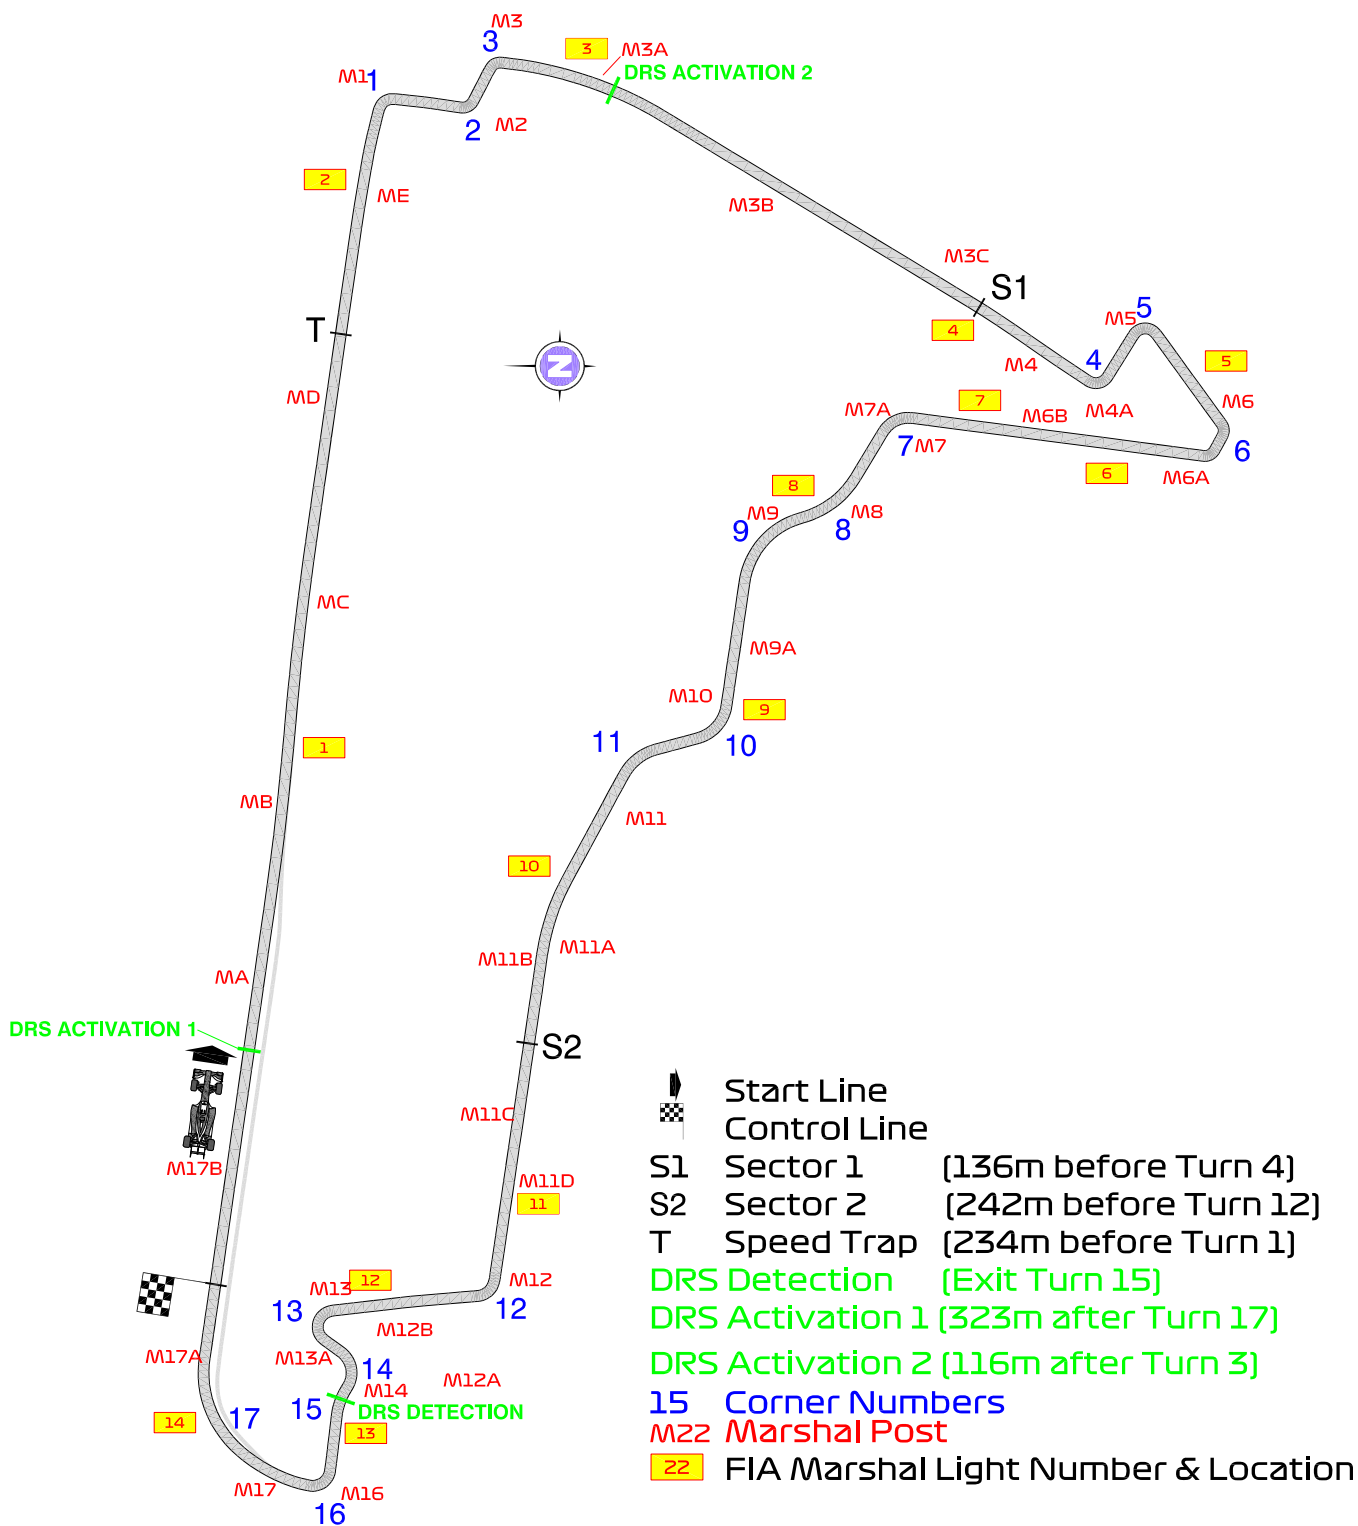 M3
3
3
M3A
DRS ACTIVATION 2
M1
1
2
M2
2
ME
M3B
M3C
S1
4
T
M5
5
M4
4
5
N
MD
7
M7A
M6B
M4A
M6
7
M7
6
6
M6A
8
M9
M8
9
8
MC
M9A
M10
9
11
10
1
MB
M11
10
M11B
M11A
MA
DRS ACTIVATION 1
S2
M11C
M17B
M11D
11
M13
12
M12
13
12
M12B
M17A
M13A
14
M14
M12A
15
DRS DETECTION
14
17
13
M17
M16
16
Start Line
Control Line
S1 Sector 1 (136m before Turn 4)
S2 Sector 2 (242m before Turn 12)
T Speed Trap (234m before Turn 1)
DRS Detection (Exit Turn 15)
DRS Activation 1 (323m after Turn 17)
DRS Activation 2 (116m after Turn 3)
15 Corner Numbers
M22 Marshal Post
22 FIA Marshal Light Number & Location